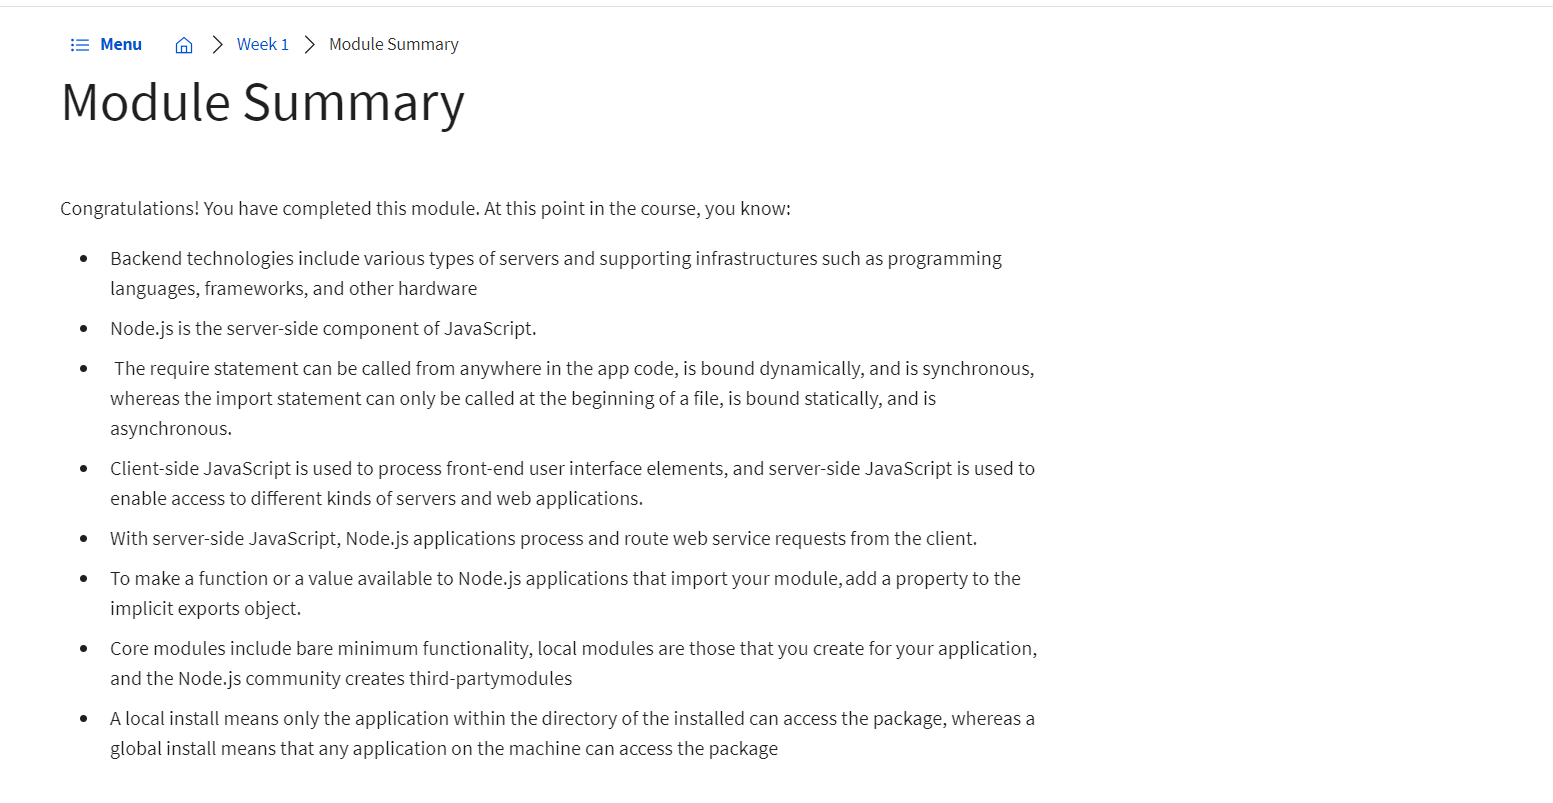 Menu Week 1 Module Summary
Module Summary
Congratulations! You have completed this module. At this point in the course, you know:
Backend technologies include various types of servers and supporting infrastructures such as programming
languages, frameworks, and other hardware
Node.js is the server-side component of JavaScript.
The require statement can be called from anywhere in the app code, is bound dynamically, and is synchronous,
whereas the import statement can only be called at the beginning of a file, is bound statically, and is
asynchronous.
Client-side JavaScript is used to process front-end user interface elements, and server-side JavaScript is used to
enable access to different kinds of servers and web applications.
With server-side JavaScript, Node.js applications process and route web service requests from the client.
To make a function or a value available to Node.js applications that import your module, add a property to the
implicit exports object.
Core modules include bare minimum functionality, local modules are those that you create for your application,
and the Node.js community creates third-partymodules
A local install means only the application within the directory of the installed can access the package, whereas a
global install means that any application on the machine can access the package